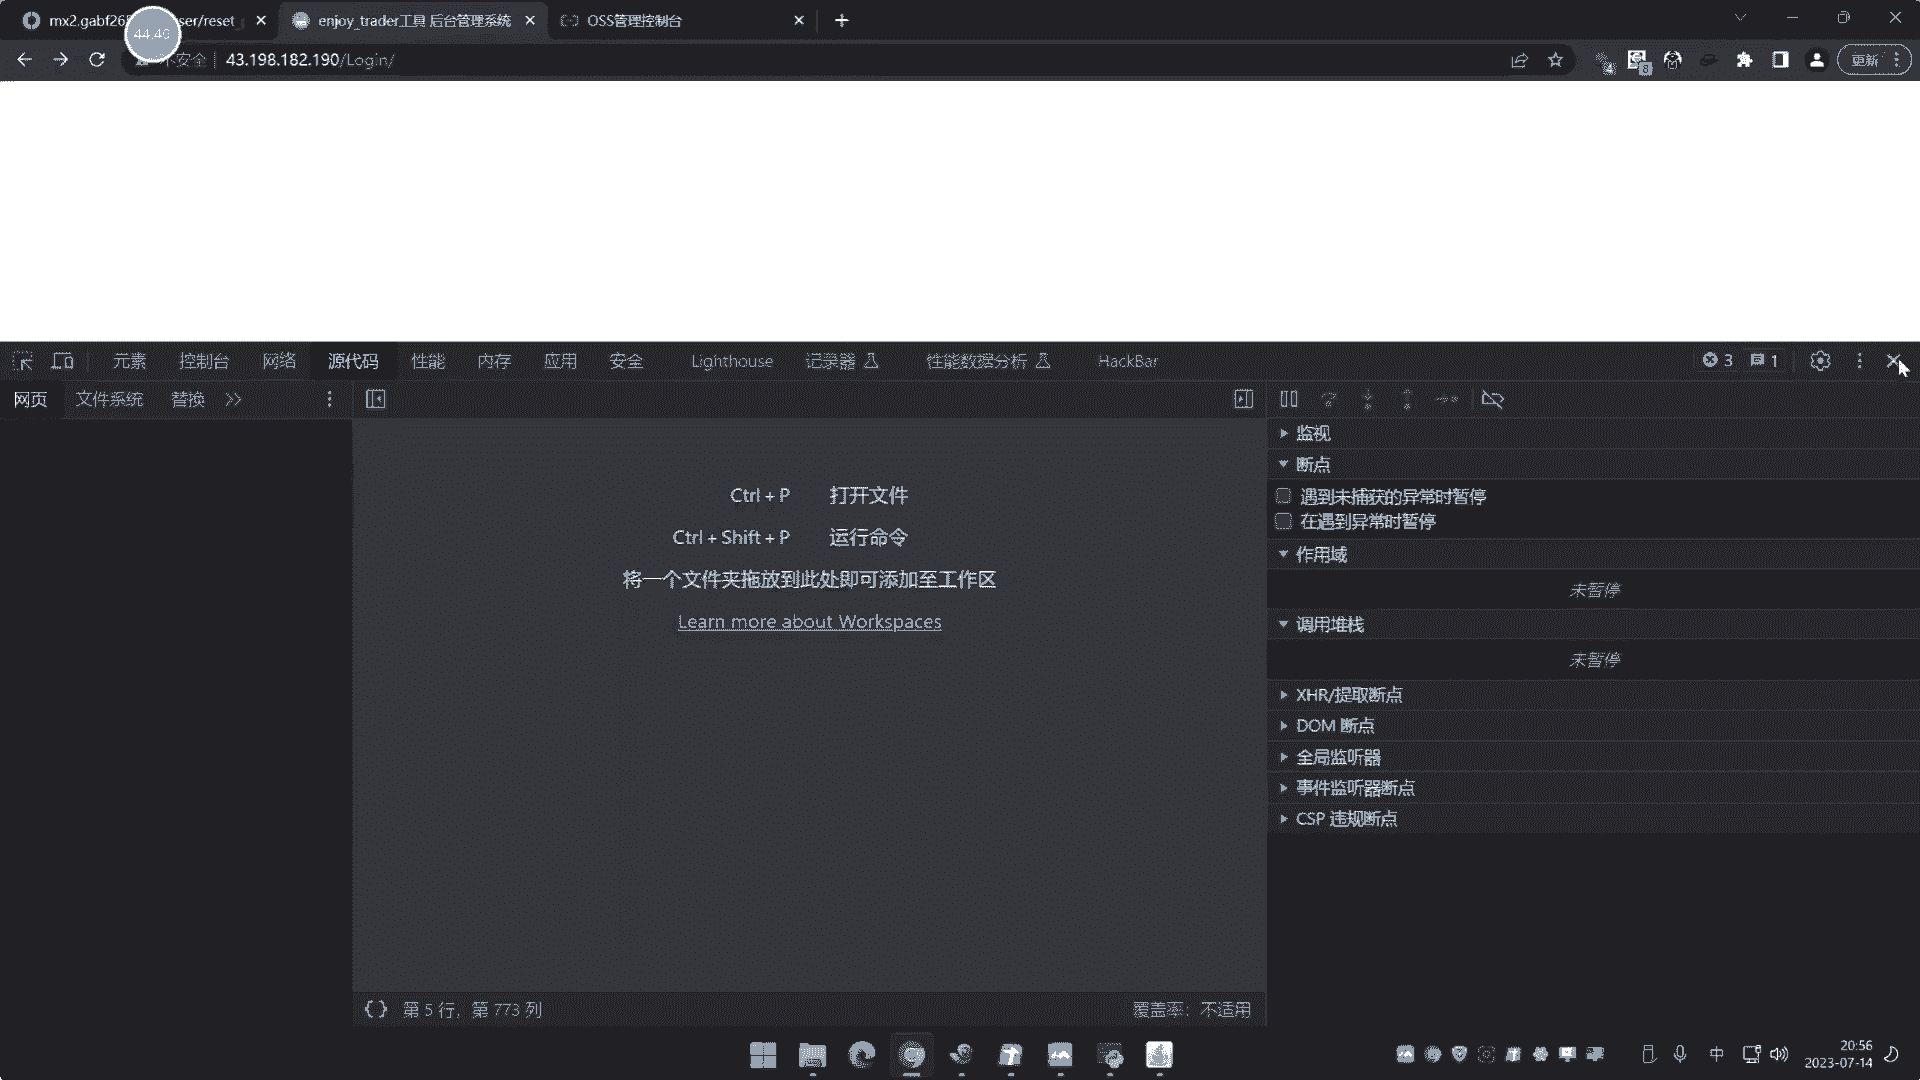 mx2.gabf26 ser/reset
enjoy_trader工具 后台管理系统
OSS管理控制台
44:40
不安全
43.198.182.190/Login/
更新
元素
控制台
网络
源代码
性能
内存
应用
安全
Lighthouse
记录器
性能数据分析
HackBar
3
1
网页
文件系统
替换
监视
断点
Ctrl + P 打开文件
遇到未捕获的异常时暂停
在遇到异常时暂停
Ctrl + Shift + P 运行命令
作用域
将一个文件夹拖放到此处即可添加至工作区
未暂停
Learn more about Workspaces
调用堆栈
未暂停
XHR/提取断点
DOM 断点
全局监听器
事件监听器断点
CSP 违规断点
{} 第 5 行，第 773 列
覆盖率：不适用
中
20:56
2023-07-14